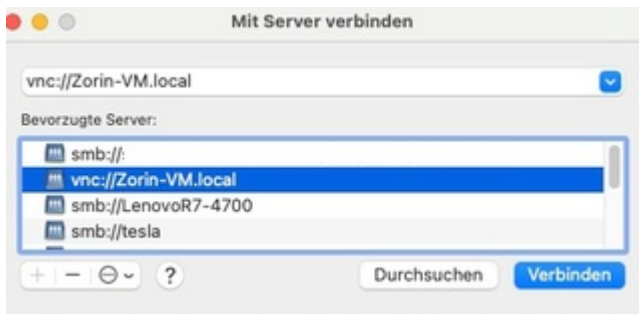 Mit Server verbinden
vnc://Zorin-VM.local
Bevorzugte Server:
smb://:
vnc://Zorin-VM.local
smb://LenovoR7-4700
smb://tesla
+ − ?
Durchsuchen
Verbinden